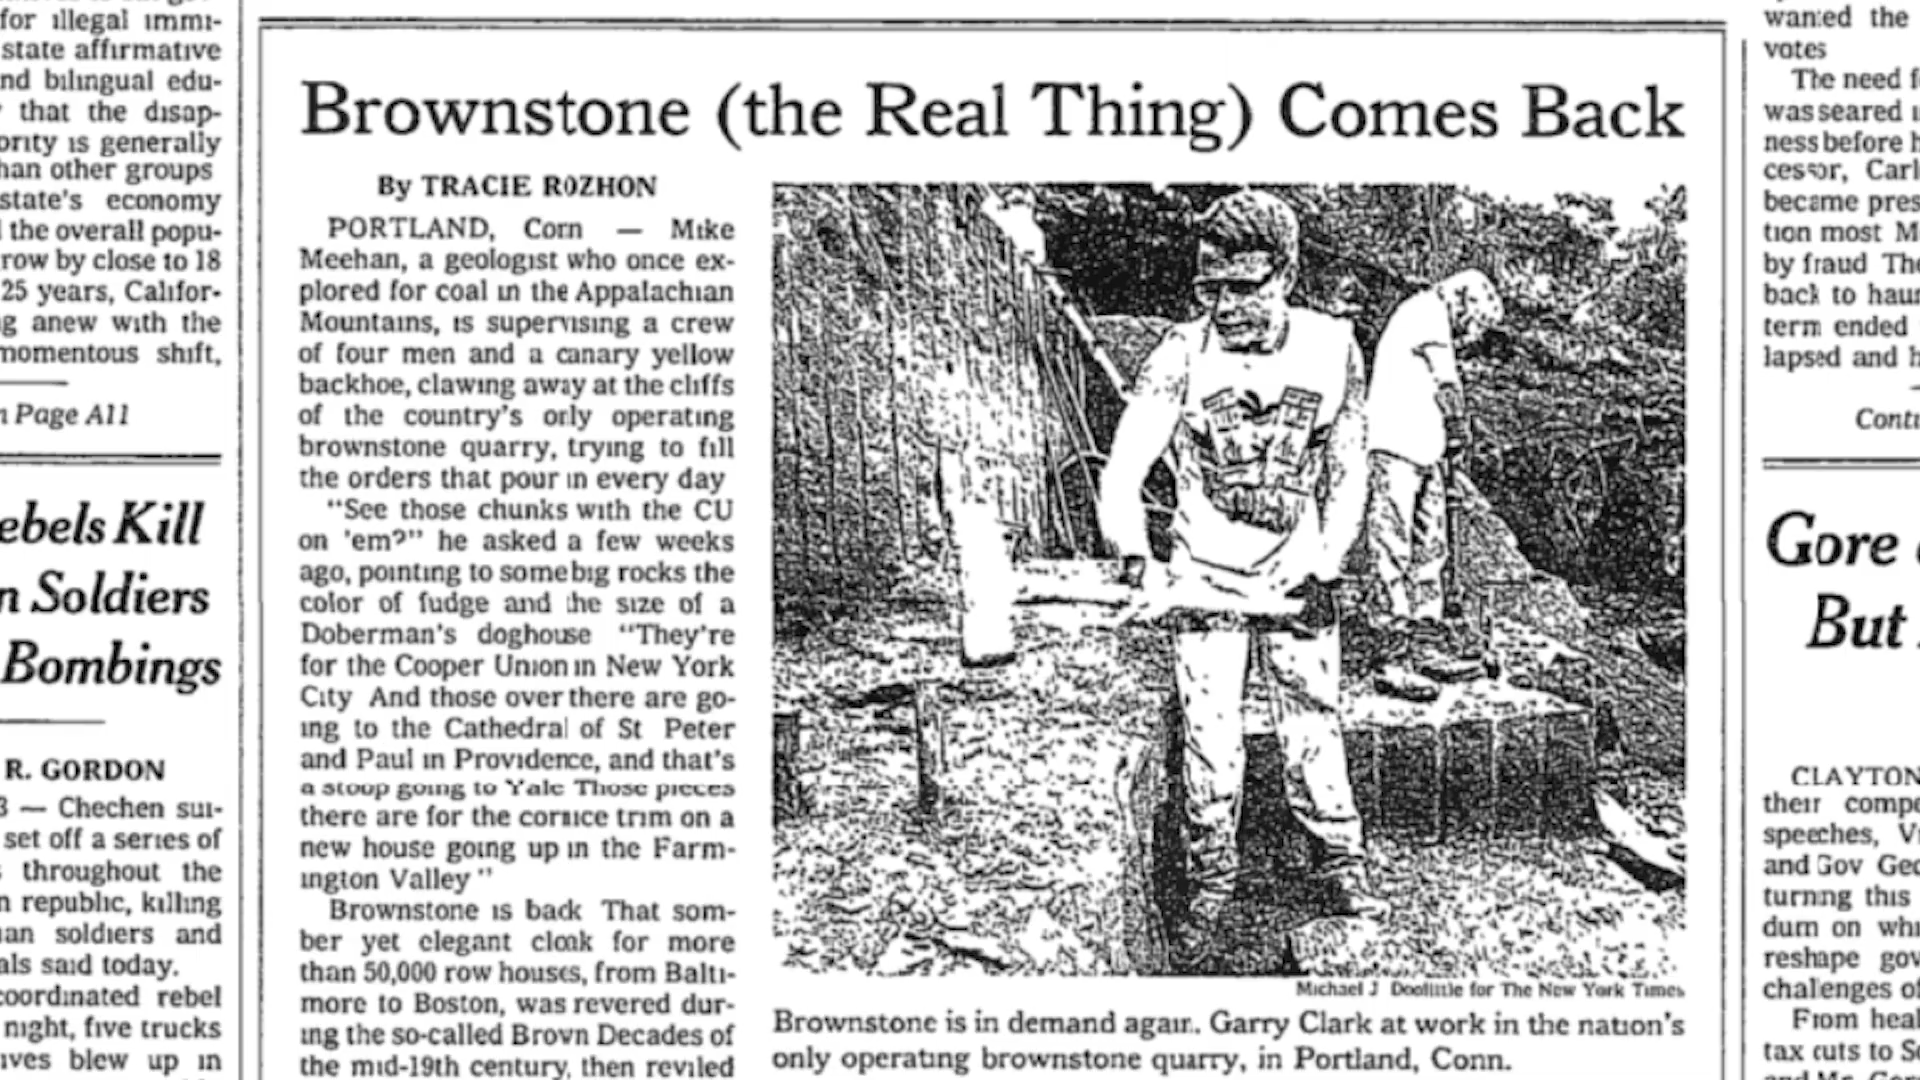 for illegal immi-
state affirmative
nd bilingual edu-
that the disap-
ority is generally
han other groups
state's economy
the overall popu-
row by close to 18
25 years, Califor-
g anew with the
momentous shift,
n Page A11
ebels Kill
n Soldiers
Bombings
R. GORDON
3 — Chechen sui-
set off a series of
s throughout the
n republic, killing
ian soldiers and
als said today.
coordinated rebel
night, five trucks
ives blew up in
Brownstone (the Real Thing) Comes Back
By TRACIE ROZHON
PORTLAND, Conn — Mike
Meehan, a geologist who once ex-
plored for coal in the Appalachian
Mountains, is supervising a crew
of four men and a canary yellow
backhoe, clawing away at the cliffs
of the country's only operating
brownstone quarry, trying to fill
the orders that pour in every day
"See those chunks with the CU
on 'em?" he asked a few weeks
ago, pointing to some big rocks the
color of fudge and the size of a
Doberman's doghouse "They're
for the Cooper Union in New York
City And those over there are go-
ing to the Cathedral of St Peter
and Paul in Providence, and that's
a stoop going to Yale Those pieces
there are for the cornice trim on a
new house going up in the Farm-
ington Valley"
Brownstone is back That som-
ber yet elegant cloak for more
than 50,000 row houses, from Balti-
more to Boston, was revered dur-
ing the so-called Brown Decades of
the mid-19th century, then reviled
Michael J Doolittle for The New York Times
Brownstone is in demand again. Garry Clark at work in the nation's
only operating brownstone quarry, in Portland, Conn.
wanted the
votes
The need f
was seared i
ness before h
cessor, Carl
became pres
tion most M
by fraud The
back to haun
term ended
lapsed and h
Contu
Gore
But
CLAYTON
their compe
speeches, Vi
and Gov Geo
turning this
dum on whi
reshape gov
challenges of
From heal
tax cuts to So